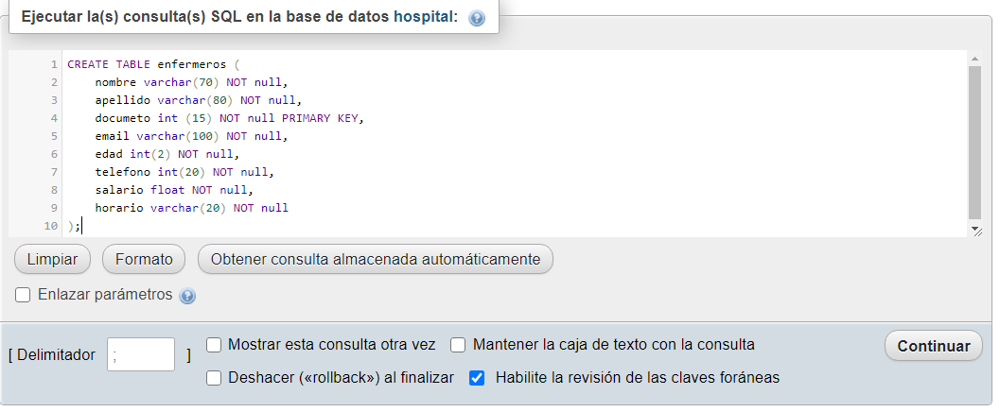 Ejecutar la(s) consulta(s) SQL en la base de datos hospital:
1 CREATE TABLE enfermeros (
2 nombre varchar(70) NOT null,
3 apellido varchar(80) NOT null,
4 documeto int (15) NOT null PRIMARY KEY,
5 email varchar(100) NOT null,
6 edad int(2) NOT null,
7 telefono int(20) NOT null,
8 salario float NOT null,
9 horario varchar(20) NOT null
10 );
Limpiar Formato Obtener consulta almacenada automáticamente
Enlazar parámetros
[ Delimitador ; ] Mostrar esta consulta otra vez Mantener la caja de texto con la consulta Continuar
Deshacer («rollback») al finalizar Habilite la revisión de las claves foráneas